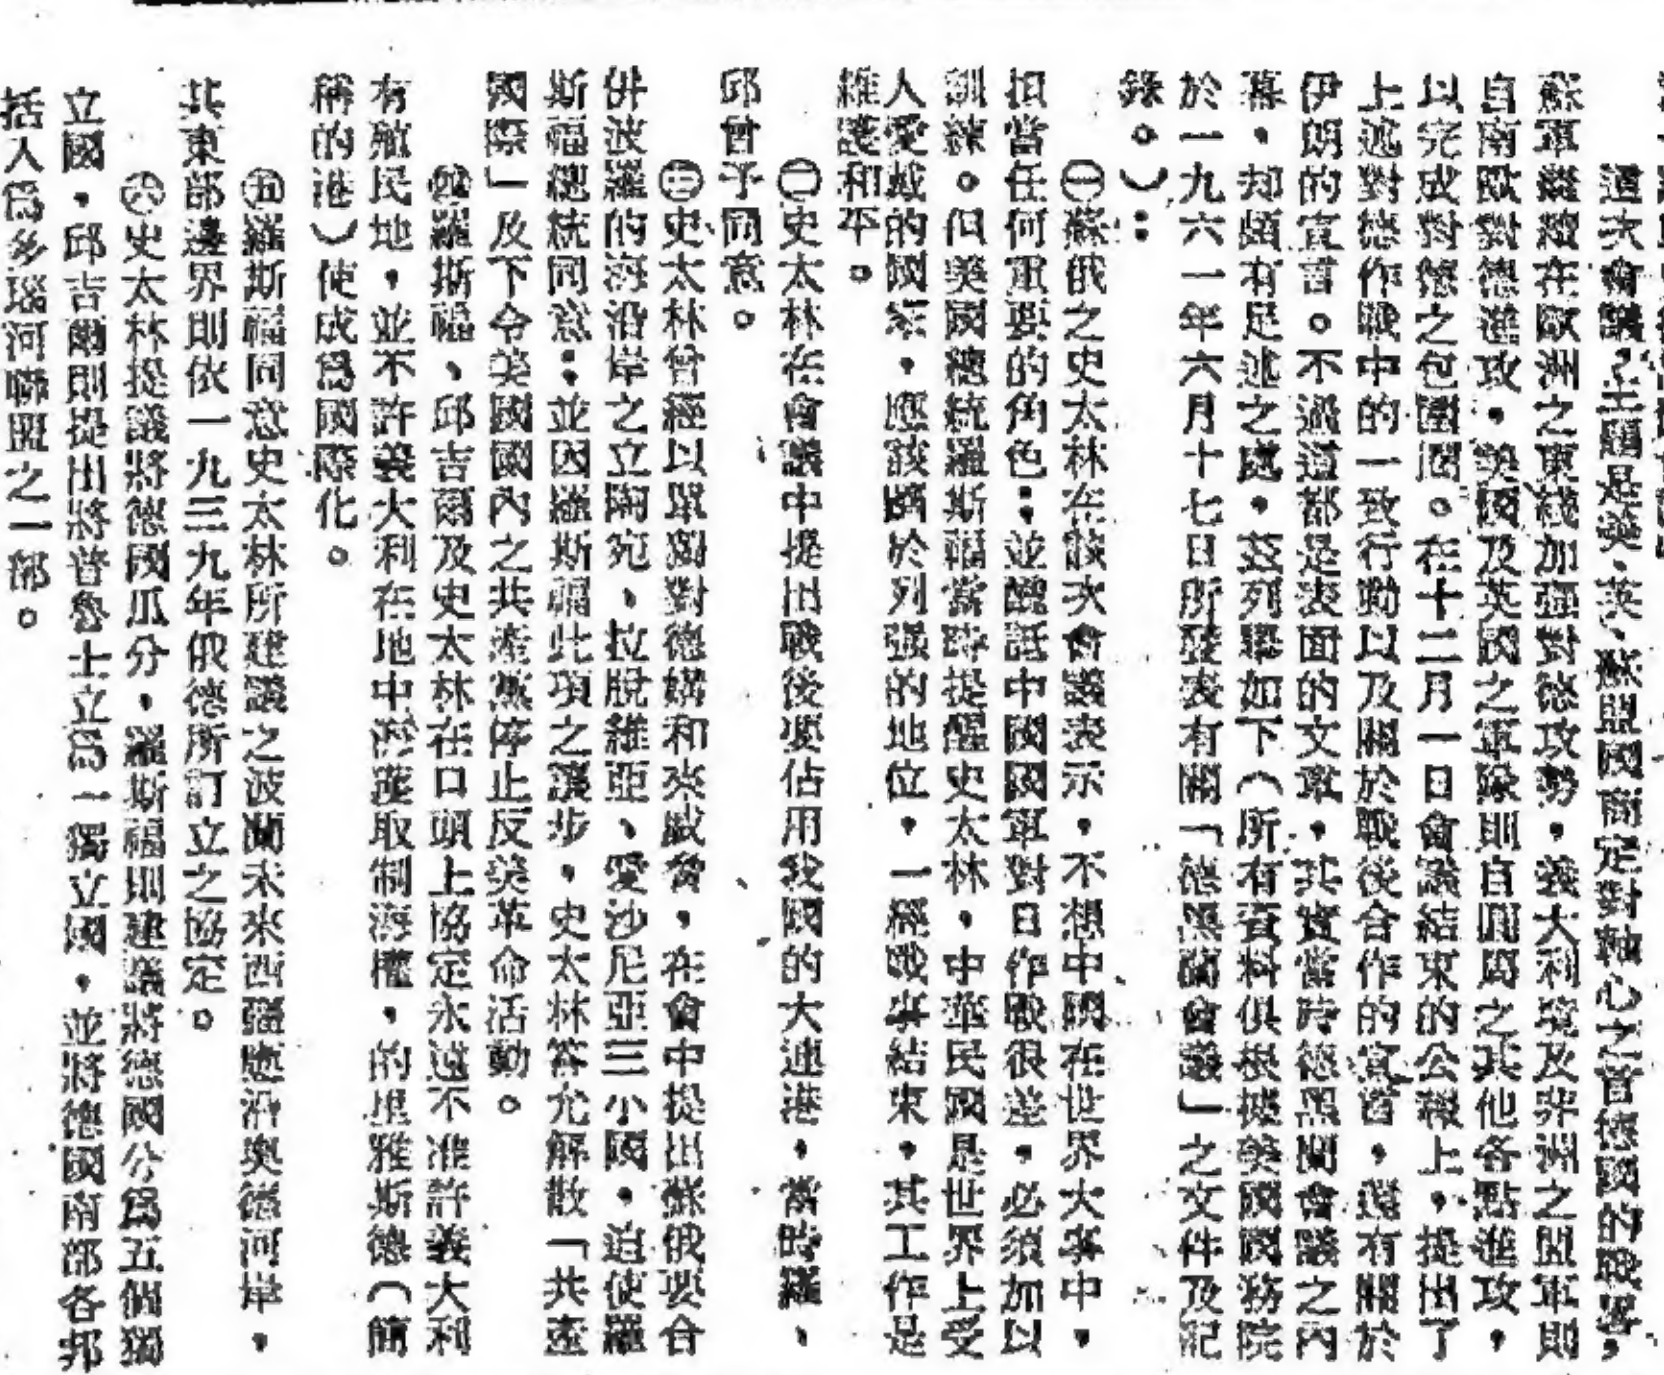 這次會議,主題是英、美、蘇盟國商定對軸心之首德國的戰略,
蘇軍繼續在歐洲之東綫加强對德攻勢,義大利境及非洲之盟軍則
自南歐對德進攻,美國及英國之軍隊則自周圍之其他各點進攻,
以完成對德之包圍圈。在十二月一日會議結束的公報上,提出了
上述對德作戰中的一致行動以及關於戰後合作的宣言,還有關於
伊朗的宣言。不過這都是表面的文章,其實當時德黑蘭會議之內
幕,却頗有足述之處,茲列舉如下(所有資料俱根據美國國務院
於一九六一年六月十七日所發表有關「德黑蘭會議」之文件及紀
錄。):
㊀蘇俄之史太林在該次會議表示,不想中國在世界大事中,
担當任何重要的角色;並醜詆中國國軍對日作戰很差,必須加以
訓練。但美國總統羅斯福當時提醒史太林,中華民國是世界上受
人愛戴的國家,應該躋於列强的地位,一經戰事結束,其工作是
維護和平。
㊁史太林在會議中提出戰後要佔用我國的大連港,當時羅、
邱曾予同意。
㊂史太林曾經以單獨對德媾和來威脅,在會中提出蘇俄要合
併波羅的海沿岸之立陶宛、拉脫維亞、愛沙尼亞三小國,迫使羅
斯福總統同意;並因羅斯福此項之讓步,史太林答允解散「共產
國際」及下令美國國內之共產黨停止反美革命活動。
㊃羅斯福、邱吉爾及史太林在口頭上協定永遠不准許義大利
有殖民地,並不許義大利在地中海獲取制海權,的里雅斯德(簡
稱的港)使成爲國際化。
㊄羅斯福同意史太林所建議之波蘭未來西疆應沿奥德河岸,
其東部邊界則依一九三九年俄德所訂立之協定。
㊅史太林提議將德國瓜分,羅斯福則建議將德國分爲五個獨
立國,邱吉爾則提出將普魯士立爲一獨立國,並將德國南部各邦
括入爲多瑙河聯盟之一部。